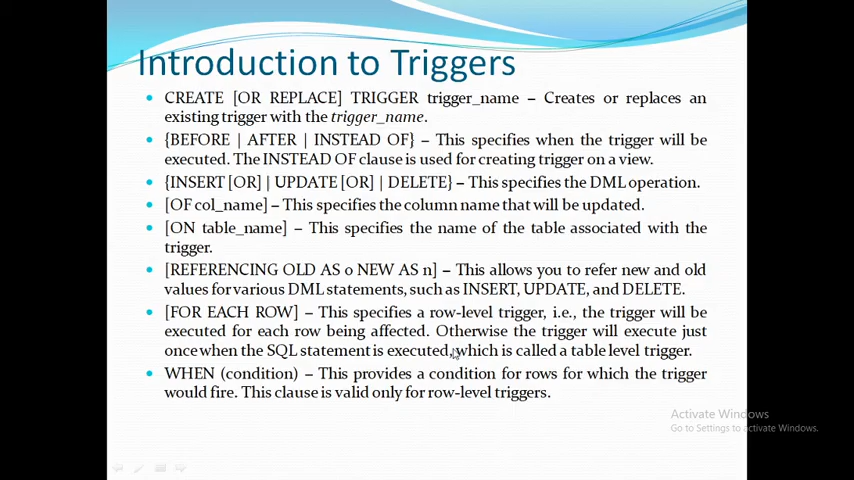 Introduction to Triggers
CREATE [OR REPLACE] TRIGGER trigger_name – Creates or replaces an
existing trigger with the trigger_name.
{BEFORE | AFTER | INSTEAD OF} – This specifies when the trigger will be
executed. The INSTEAD OF clause is used for creating trigger on a view.
{INSERT [OR] | UPDATE [OR] | DELETE} – This specifies the DML operation.
[OF col_name] – This specifies the column name that will be updated.
[ON table_name] – This specifies the name of the table associated with the
trigger.
[REFERENCING OLD AS o NEW AS n] – This allows you to refer new and old
values for various DML statements, such as INSERT, UPDATE, and DELETE.
[FOR EACH ROW] – This specifies a row-level trigger, i.e., the trigger will be
executed for each row being affected. Otherwise the trigger will execute just
once when the SQL statement is executed, which is called a table level trigger.
WHEN (condition) – This provides a condition for rows for which the trigger
would fire. This clause is valid only for row-level triggers.
Activate Windows
Go to Settings to activate Windows.